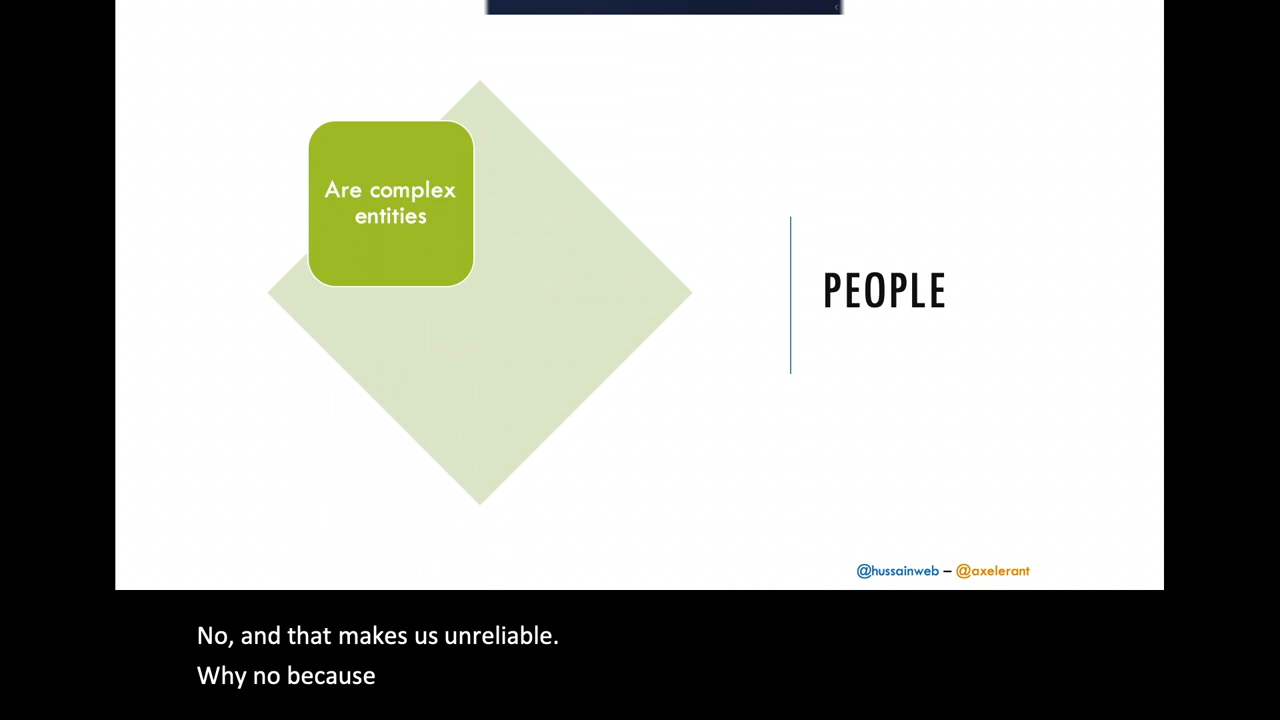 Are complex
entities
PEOPLE
@hussainweb – @axelerant
No, and that makes us unreliable.
Why no because